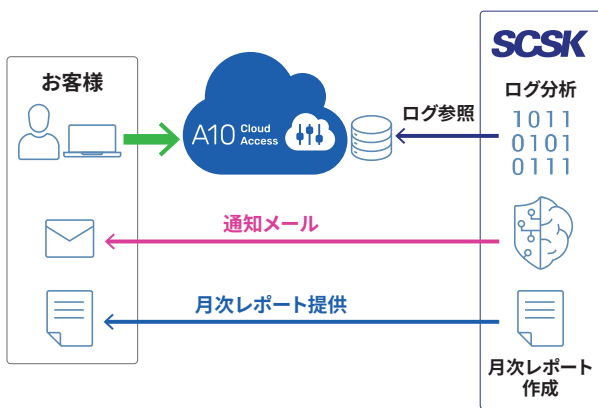 SCSK
お客様
ログ分析
A10 Cloud Access
ログ参照
1011
0101
0111
通知メール
月次レポート提供
月次レポート
作成